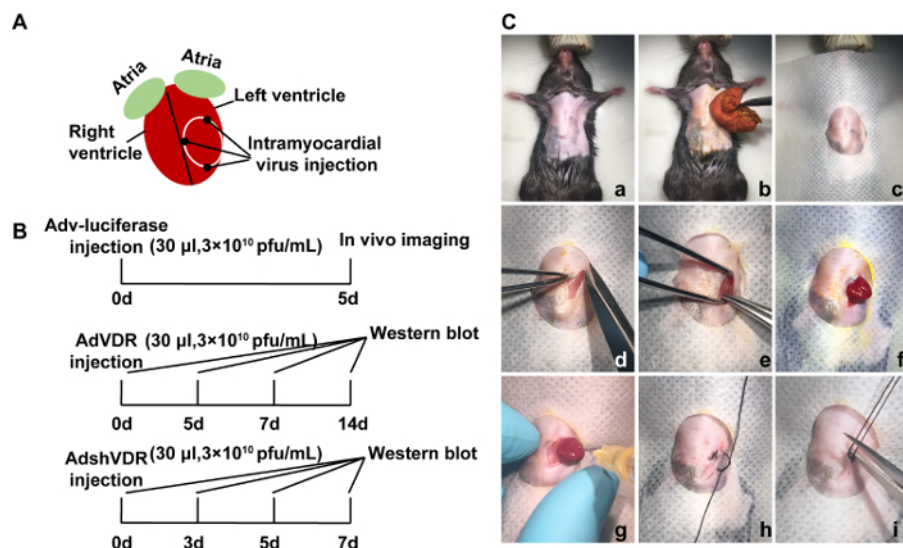 A
Atria
Atria
Left ventricle
Right
ventricle
Intramyocardial
virus injection
B
Adv-luciferase
injection (30 µl,3×10¹⁰ pfu/mL)
In vivo imaging
0d
5d
AdVDR (30 µl,3×10¹⁰ pfu/mL)
injection
Western blot
0d
5d
7d
14d
AdshVDR (30 µl,3×10¹⁰ pfu/mL)
injection
Western blot
0d
3d
5d
7d
C
a
b
c
d
e
f
g
h
i